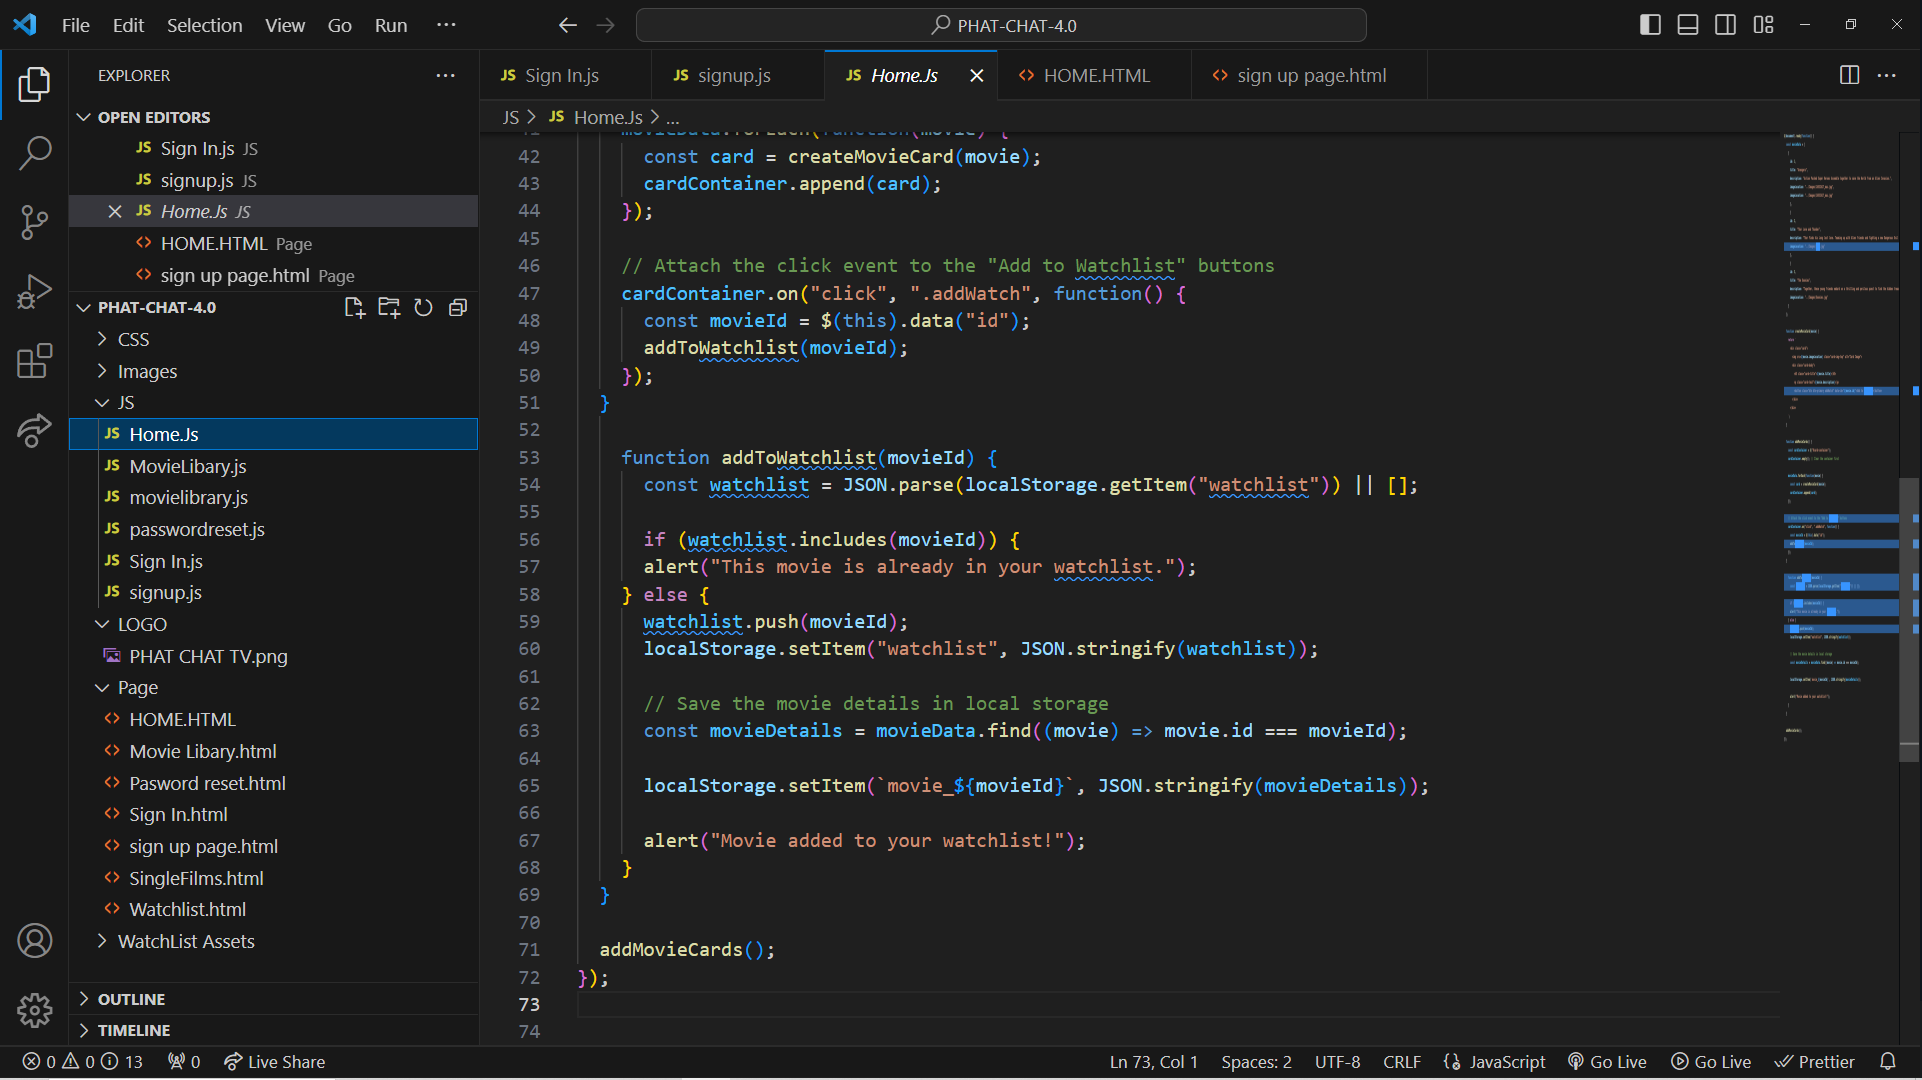 File Edit Selection View Go Run ···
PHAT-CHAT-4.0
EXPLORER
OPEN EDITORS
JS Sign In.js JS
JS signup.js JS
JS Home.Js JS
<> HOME.HTML Page
<> sign up page.html Page
PHAT-CHAT-4.0
CSS
Images
JS
JS Home.Js
JS MovieLibary.js
JS movielibrary.js
JS passwordreset.js
JS Sign In.js
JS signup.js
LOGO
PHAT CHAT TV.png
Page
<> HOME.HTML
<> Movie Libary.html
<> Pasword reset.html
<> Sign In.html
<> sign up page.html
<> SingleFilms.html
<> Watchlist.html
WatchList Assets
OUTLINE
TIMELINE
JS Sign In.js JS signup.js JS Home.Js <> HOME.HTML <> sign up page.html
JS > JS Home.Js > ...
41 movieData.forEach(function(movie) {
42 const card = createMovieCard(movie);
43 cardContainer.append(card);
44 });
45
46 // Attach the click event to the "Add to Watchlist" buttons
47 cardContainer.on("click", ".addWatch", function() {
48 const movieId = $(this).data("id");
49 addToWatchlist(movieId);
50 });
51 }
52
53 function addToWatchlist(movieId) {
54 const watchlist = JSON.parse(localStorage.getItem("watchlist")) || [];
55
56 if (watchlist.includes(movieId)) {
57 alert("This movie is already in your watchlist.");
58 } else {
59 watchlist.push(movieId);
60 localStorage.setItem("watchlist", JSON.stringify(watchlist));
61
62 // Save the movie details in local storage
63 const movieDetails = movieData.find((movie) => movie.id === movieId);
64
65 localStorage.setItem(`movie_${movieId}`, JSON.stringify(movieDetails));
66
67 alert("Movie added to your watchlist!");
68 }
69 }
70
71 addMovieCards();
72 });
73
74
0 0 13 0 Live Share Ln 73, Col 1 Spaces: 2 UTF-8 CRLF {} JavaScript Go Live Go Live Prettier